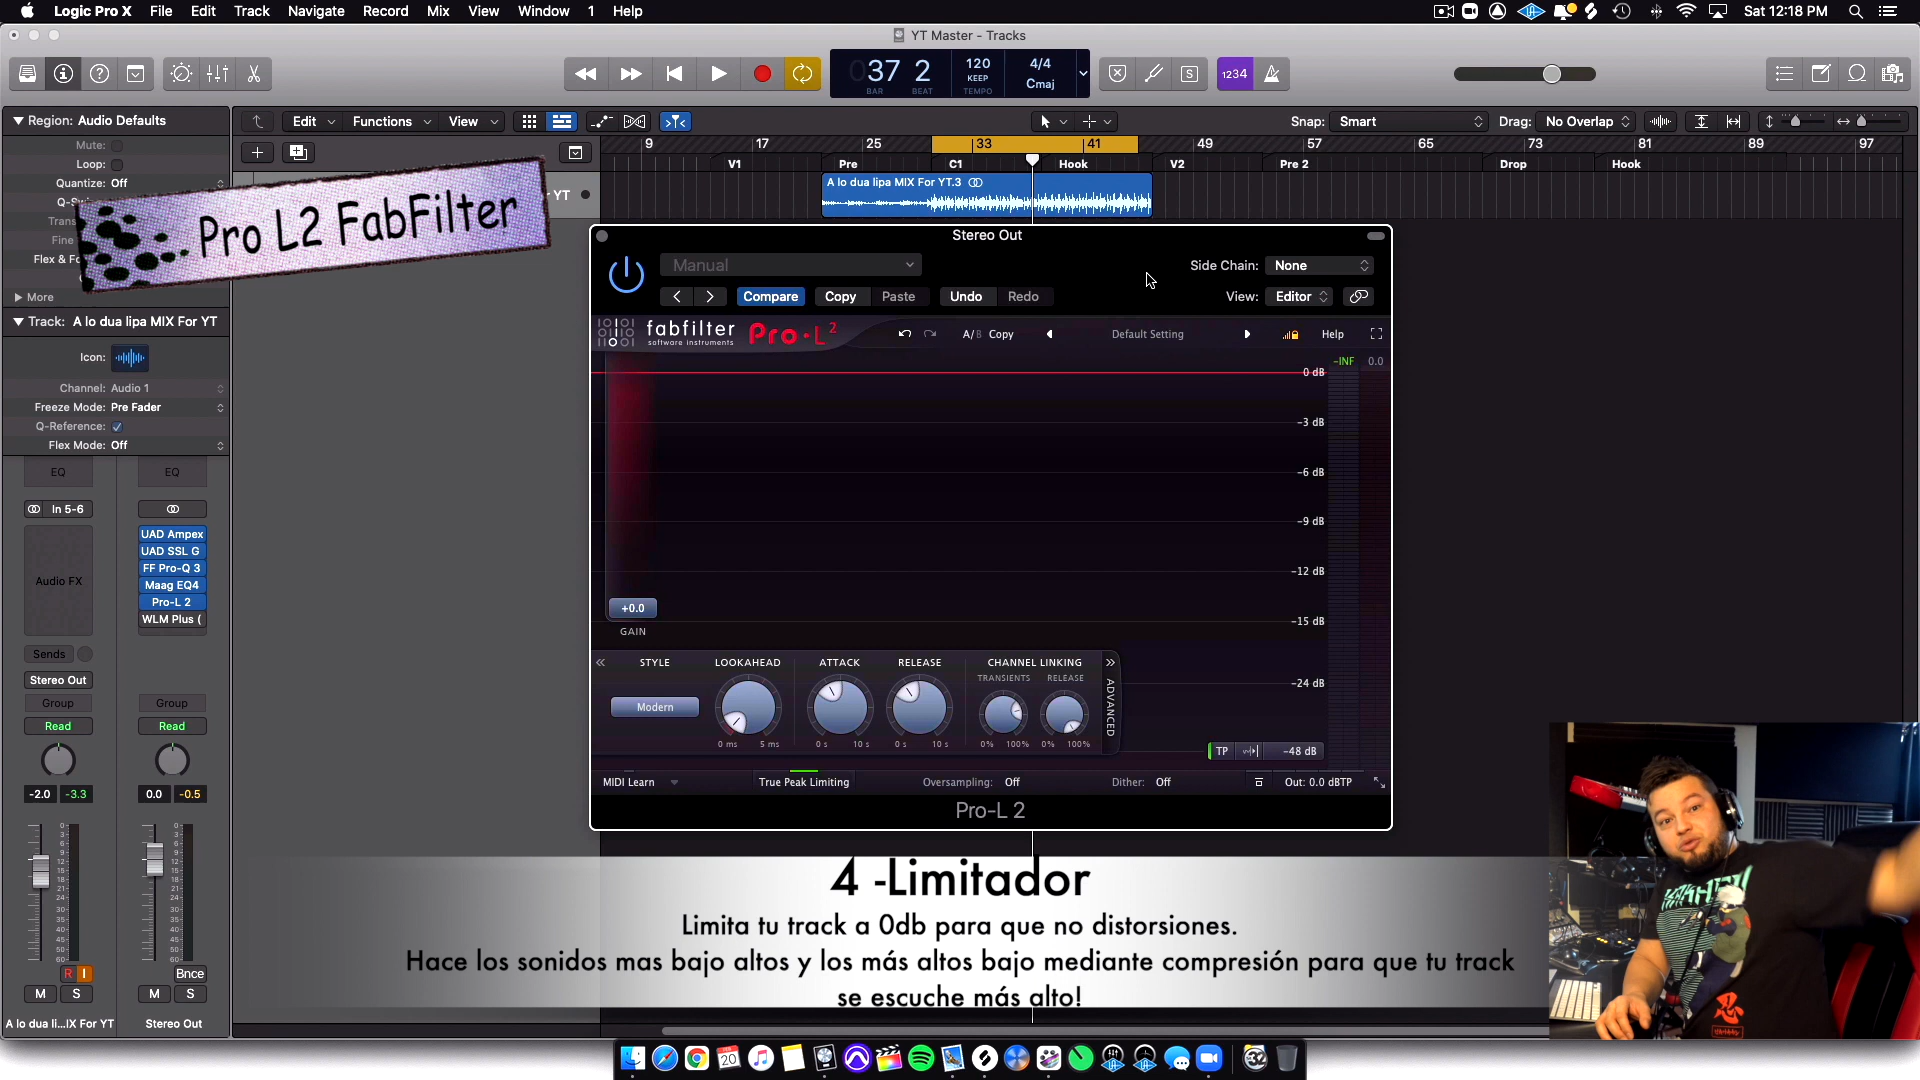 Logic Pro X File Edit Track Navigate Record Mix View Window 1 Help
Sat 12:18 PM
YT Master - Tracks
37 2
BAR BEAT
120
KEEP
TEMPO
4/4
Cmaj
S
1234
Region: Audio Defaults
Mute:
Loop:
Quantize: Off
Fine
Flex & Fo
More
Track: A lo dua lipa MIX For YT
Icon:
Channel: Audio 1
Freeze Mode: Pre Fader
Q-Reference:
Flex Mode: Off
Edit Functions View
Snap: Smart
Drag: No Overlap
9 17 25 33 41 49 57 65 73 81 89 97
V1 Pre C1 Hook V2 Pre 2 Drop Hook
YT
A lo dua lipa MIX For YT.3
Pro L2 FabFilter
Stereo Out
Manual
Side Chain: None
Compare Copy Paste Undo Redo
View: Editor
fabfilter
software instruments
Pro·L 2
A/B Copy
Default Setting
Help
-INF 0.0
0 dB
-3 dB
-6 dB
-9 dB
-12 dB
-15 dB
-24 dB
-48 dB
+0.0
GAIN
STYLE LOOKAHEAD ATTACK RELEASE CHANNEL LINKING
TRANSIENTS RELEASE
Modern
0 ms 5 ms 0 s 10 s 0 s 10 s 0% 100% 0% 100%
ADVANCED
TP
MIDI Learn
True Peak Limiting
Oversampling: Off
Dither: Off
Out: 0.0 dBTP
Pro-L 2
EQ EQ
In 5-6
Audio FX
UAD Ampex
UAD SSL G
FF Pro-Q 3
Maag EQ4
Pro-L 2
WLM Plus (
Sends
Stereo Out
Group Group
Read Read
-2.0 -3.3 0.0 -0.5
R I
Bnce
M S M S
A lo dua li...IX For YT Stereo Out
4 -Limitador
Limita tu track a 0db para que no distorsiones.
Hace los sonidos mas bajo altos y los más altos bajo mediante compresión para que tu track
se escuche más alto!